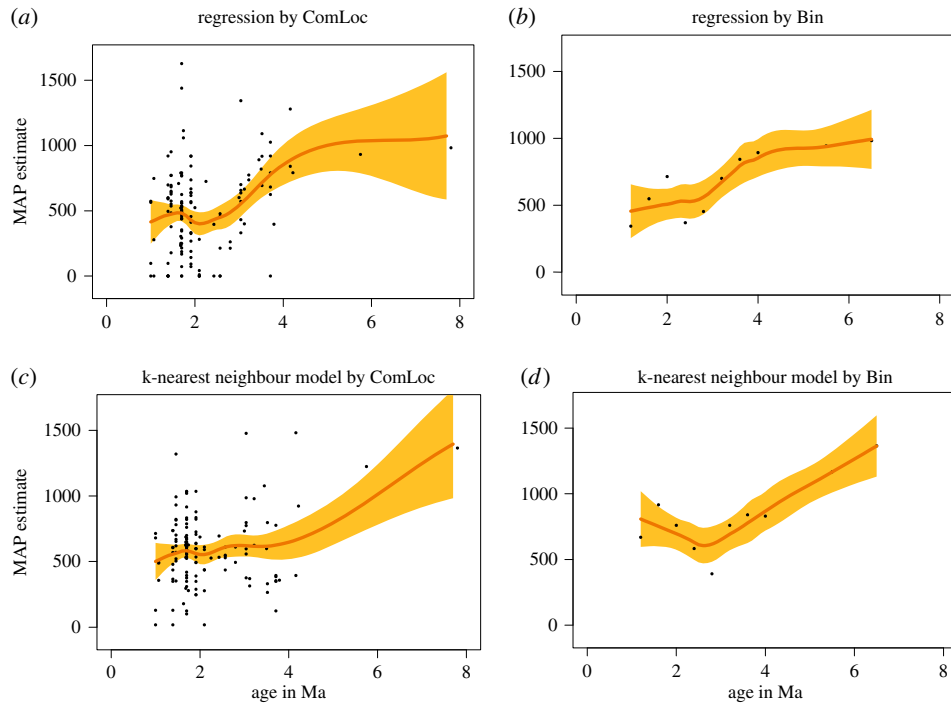 (a) regression by ComLoc
(b) regression by Bin
MAP estimate
1500
1000
500
0
0 2 4 6 8
1500
1000
500
0
0 2 4 6 8
(c) k-nearest neighbour model by ComLoc
(d) k-nearest neighbour model by Bin
MAP estimate
1500
1000
500
0
0 2 4 6 8
age in Ma
1500
1000
500
0
0 2 4 6 8
age in Ma